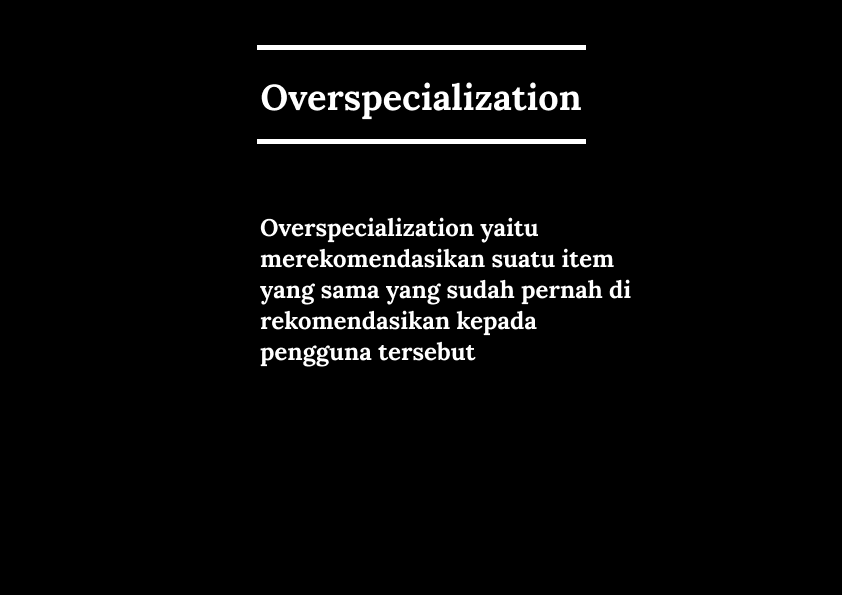 Overspecialization
Overspecialization yaitu
merekomendasikan suatu item
yang sama yang sudah pernah di
rekomendasikan kepada
pengguna tersebut